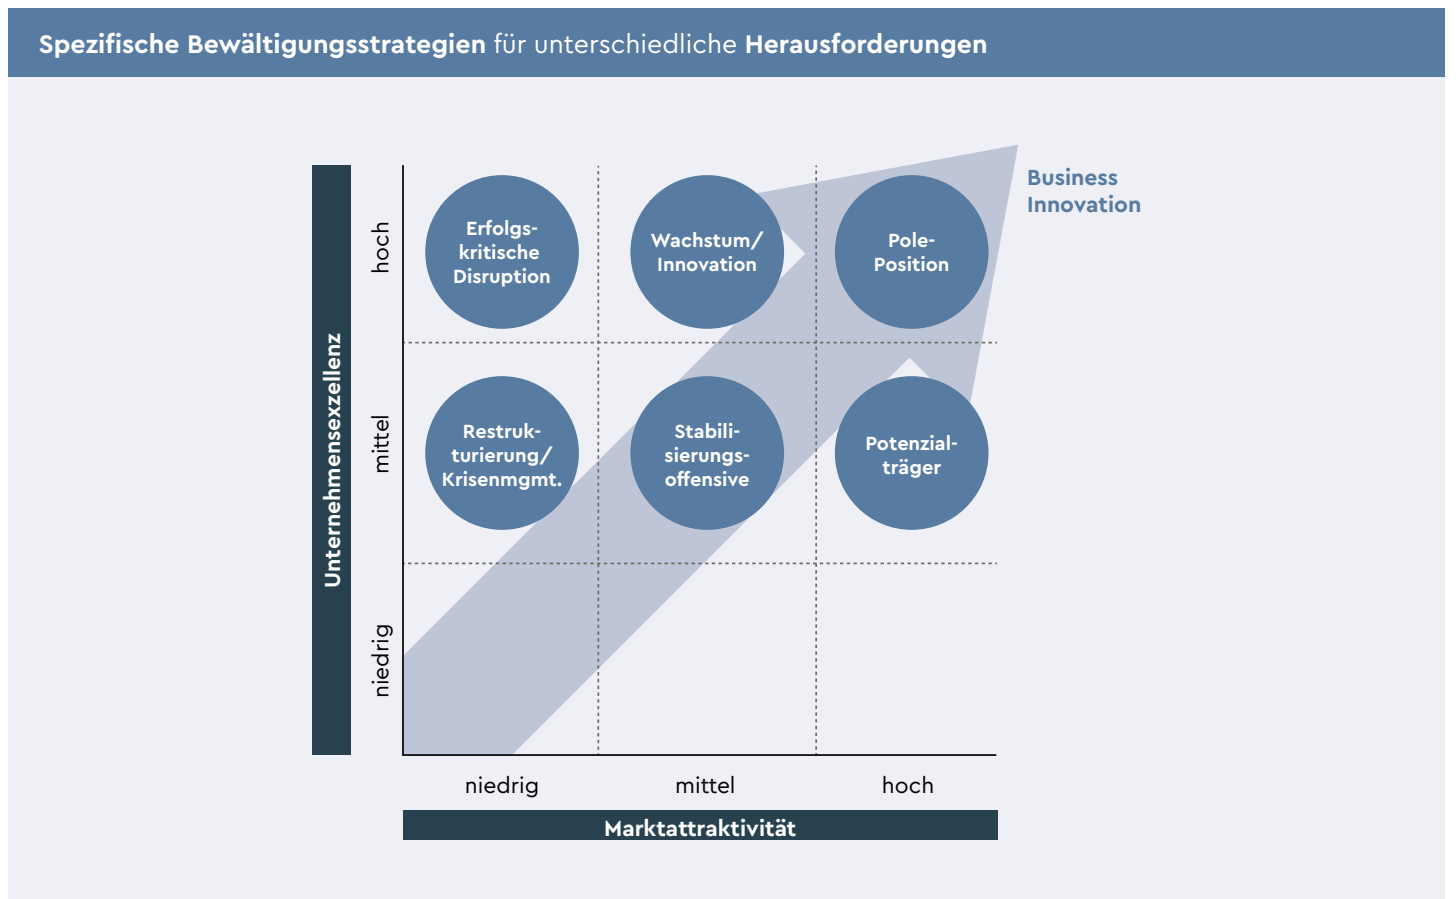 Spezifische Bewältigungsstrategien für unterschiedliche Herausforderungen
Business
Innovation
Unternehmensexzellenz
hoch
Erfolgs-
kritische
Disruption
Wachstum/
Innovation
Pole-
Position
mittel
Restruk-
turierung/
Krisenmgmt.
Stabili-
sierungs-
offensive
Potenzial-
träger
niedrig
niedrig
mittel
hoch
Marktattraktivität